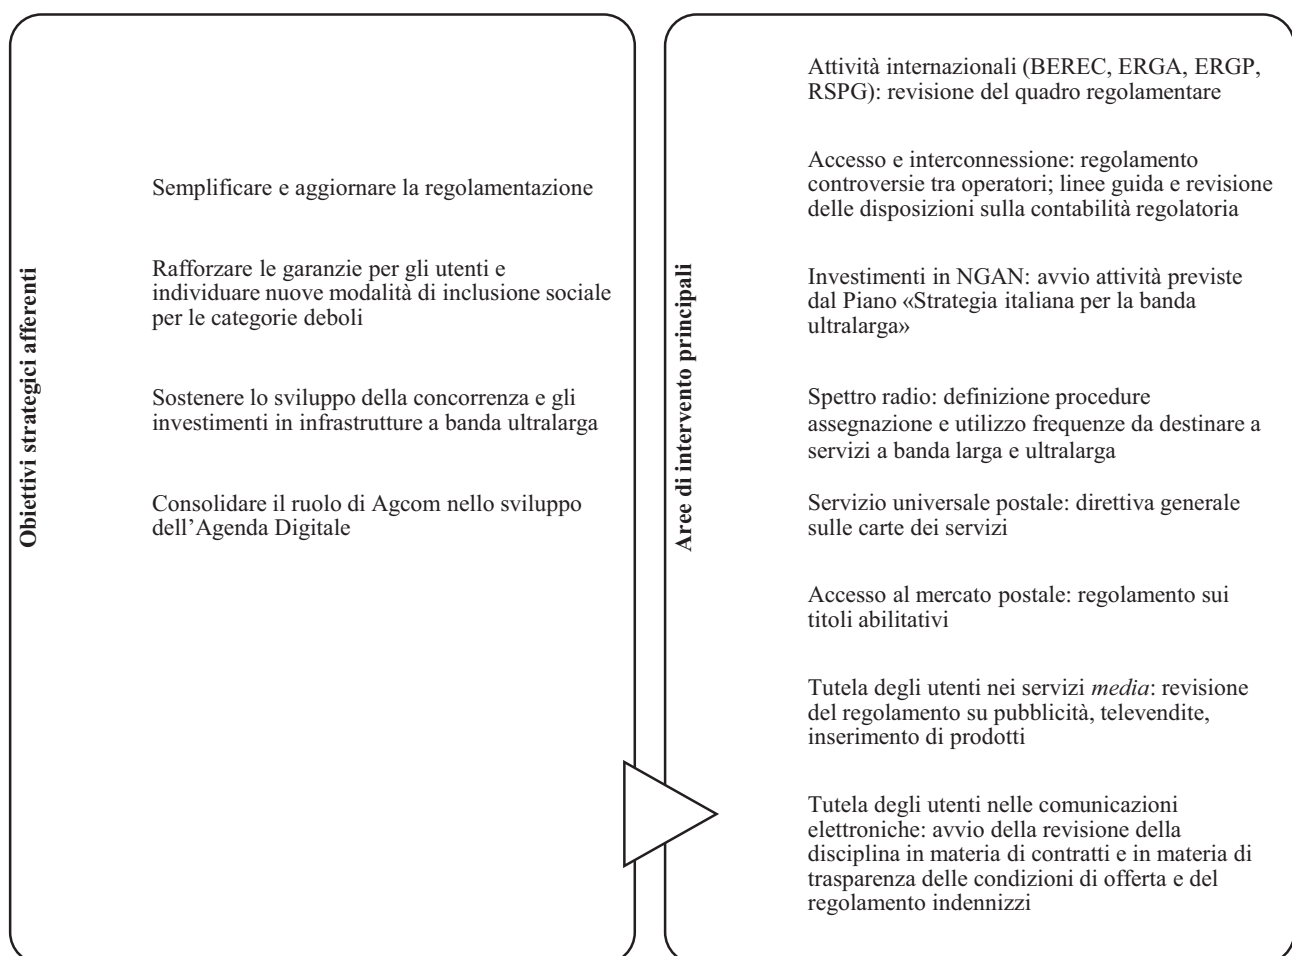 Obiettivi strategici afferenti
Semplificare e aggiornare la regolamentazione
Rafforzare le garanzie per gli utenti e
individuare nuove modalità di inclusione sociale
per le categorie deboli
Sostenere lo sviluppo della concorrenza e gli
investimenti in infrastrutture a banda ultralarga
Consolidare il ruolo di Agcom nello sviluppo
dell’Agenda Digitale
Aree di intervento principali
Attività internazionali (BEREC, ERGA, ERGP,
RSPG): revisione del quadro regolamentare
Accesso e interconnessione: regolamento
controversie tra operatori; linee guida e revisione
delle disposizioni sulla contabilità regolatoria
Investimenti in NGAN: avvio attività previste
dal Piano «Strategia italiana per la banda
ultralarga»
Spettro radio: definizione procedure
assegnazione e utilizzo frequenze da destinare a
servizi a banda larga e ultralarga
Servizio universale postale: direttiva generale
sulle carte dei servizi
Accesso al mercato postale: regolamento sui
titoli abilitativi
Tutela degli utenti nei servizi media: revisione
del regolamento su pubblicità, televendite,
inserimento di prodotti
Tutela degli utenti nelle comunicazioni
elettroniche: avvio della revisione della
disciplina in materia di contratti e in materia di
trasparenza delle condizioni di offerta e del
regolamento indennizzi